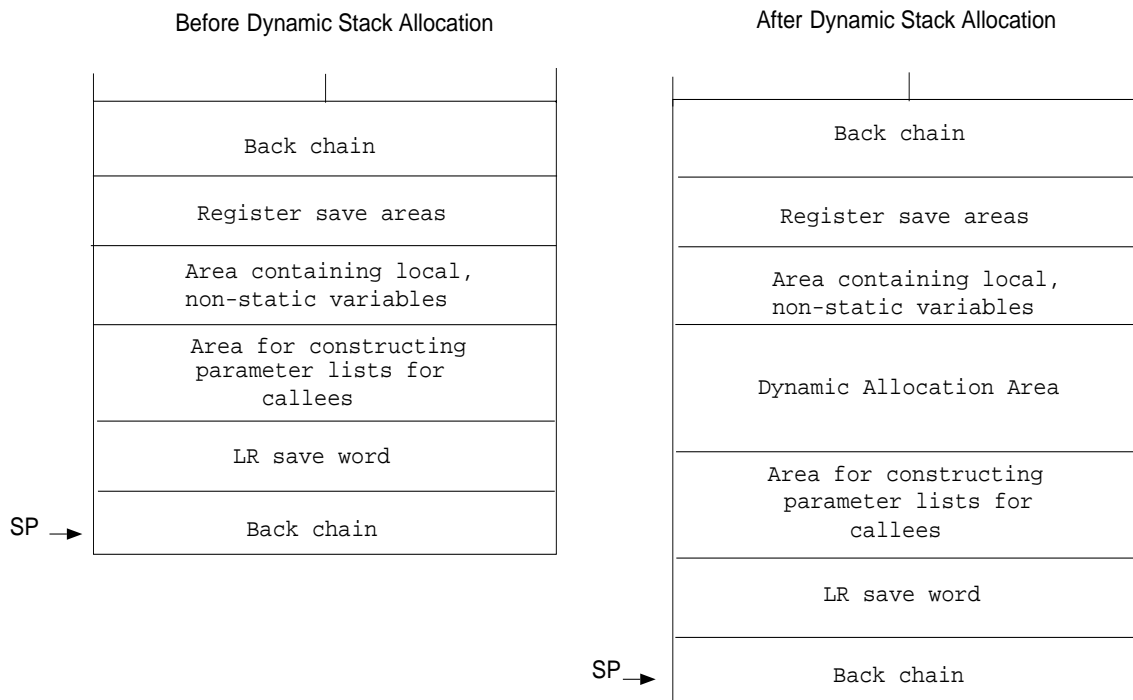 Before Dynamic Stack Allocation
Back chain
Register save areas
Area containing local,
non-static variables
Area for constructing
parameter lists for
callees
LR save word
SP
Back chain
After Dynamic Stack Allocation
Back chain
Register save areas
Area containing local,
non-static variables
Dynamic Allocation Area
Area for constructing
parameter lists for
callees
LR save word
SP
Back chain